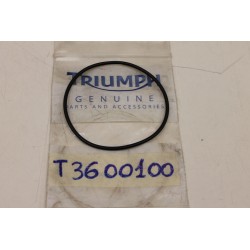 TRIUMPH
GENUINE
PARTS AND ACCESSORIES
T3600100